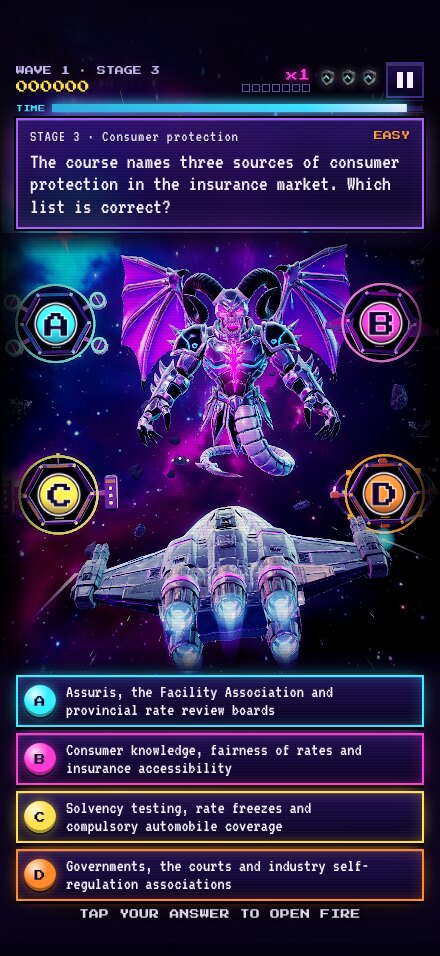 WAVE 1 · STAGE 3
000000
x1
TIME
STAGE 3 · Consumer protection
EASY
The course names three sources of consumer
protection in the insurance market. Which
list is correct?
A
B
C
D
A
Assuris, the Facility Association and
provincial rate review boards
B
Consumer knowledge, fairness of rates and
insurance accessibility
C
Solvency testing, rate freezes and
compulsory automobile coverage
D
Governments, the courts and industry self-
regulation associations
TAP YOUR ANSWER TO OPEN FIRE